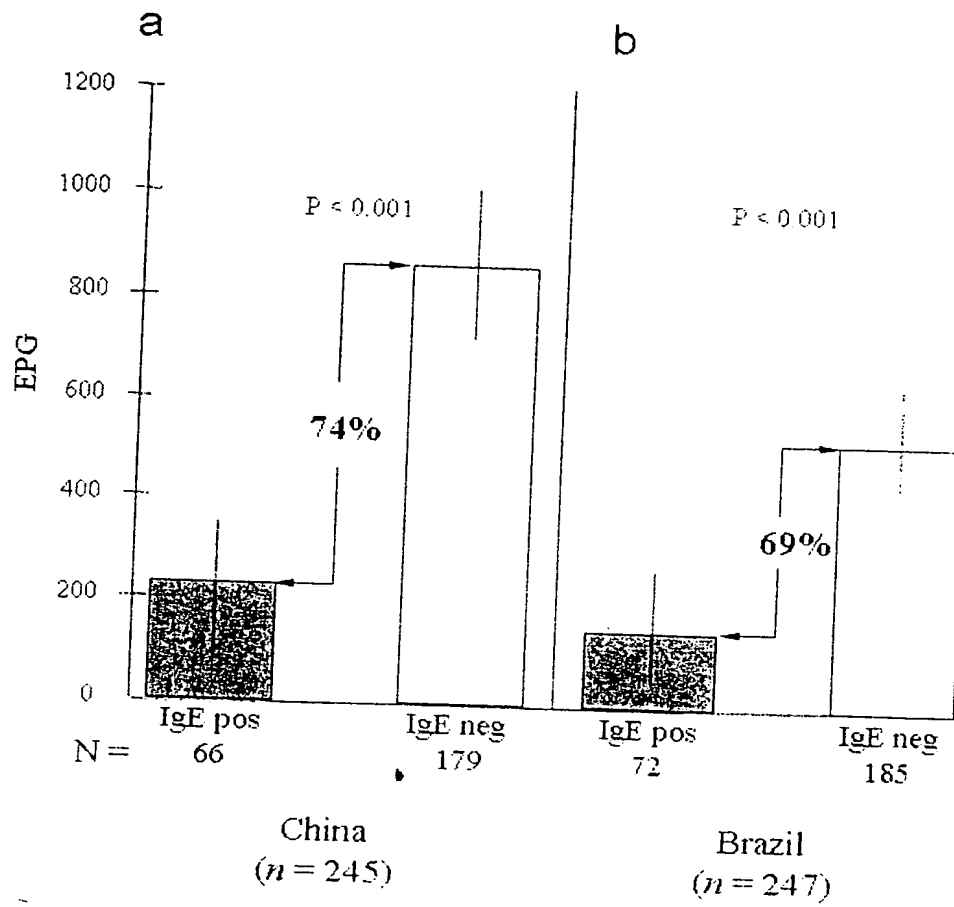 a
b
1200
1000
800
600
400
200
0
EPG
P < 0.001
P < 0.001
74%
69%
IgE pos
IgE neg
IgE pos
IgE neg
N =
66
179
72
185
China
(n = 245)
Brazil
(n = 247)